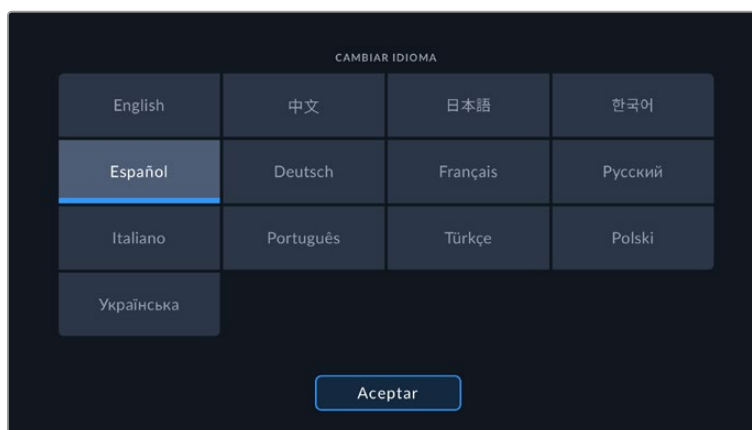 CAMBIAR IDIOMA
English 中文 日本語 한국어
Español Deutsch Français Русский
Italiano Português Türkçe Polski
Українська
Aceptar